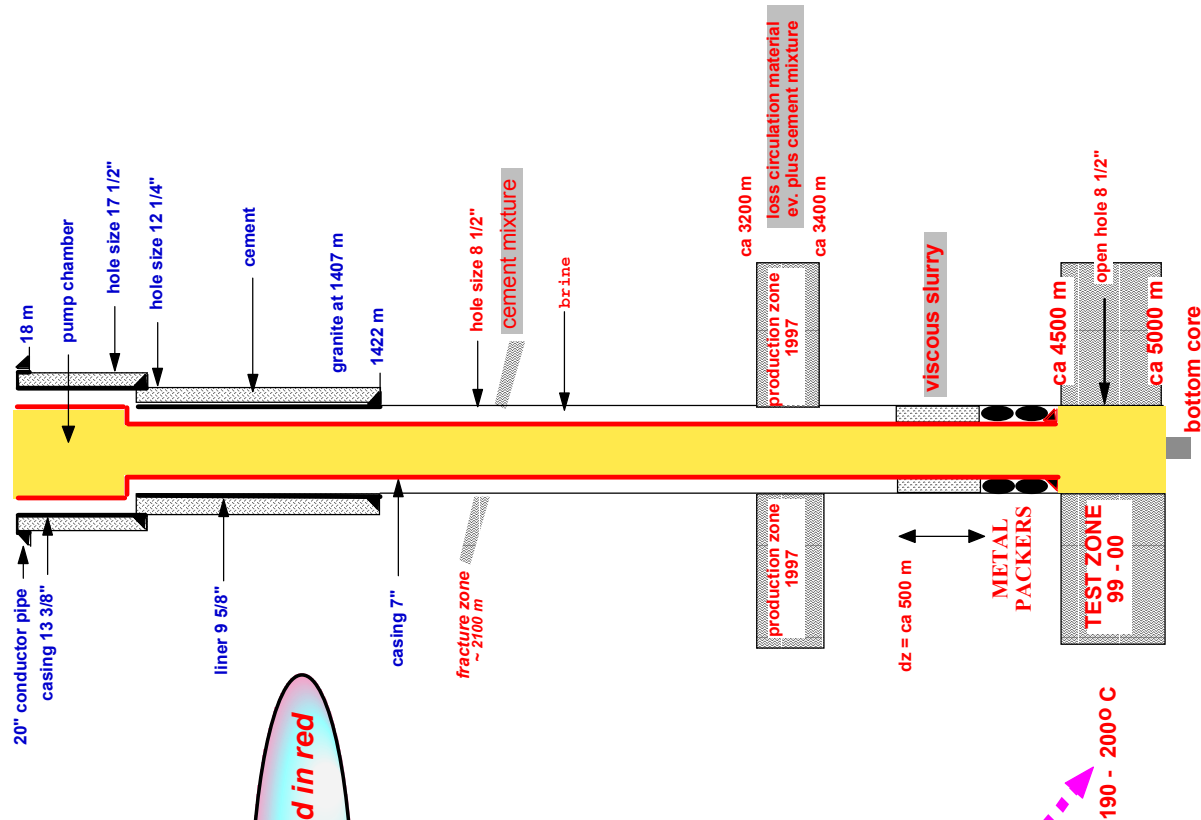 20" conductor pipe
casing 13 3/8"
18 m
pump chamber
hole size 17 1/2"
hole size 12 1/4"
cement
liner 9 5/8"
granite at 1407 m
1422 m
casing 7"
d in red
hole size 8 1/2"
cement mixture
brine
fracture zone
~ 2100 m
ca 3200 m
loss circulation material
ev. plus cement mixture
ca 3400 m
production zone
1997
production zone
1997
viscous slurry
dz = ca 500 m
METAL
PACKERS
ca 4500 m
open hole 8 1/2"
ca 5000 m
TEST ZONE
99 - 00
bottom core
190 - 200º C